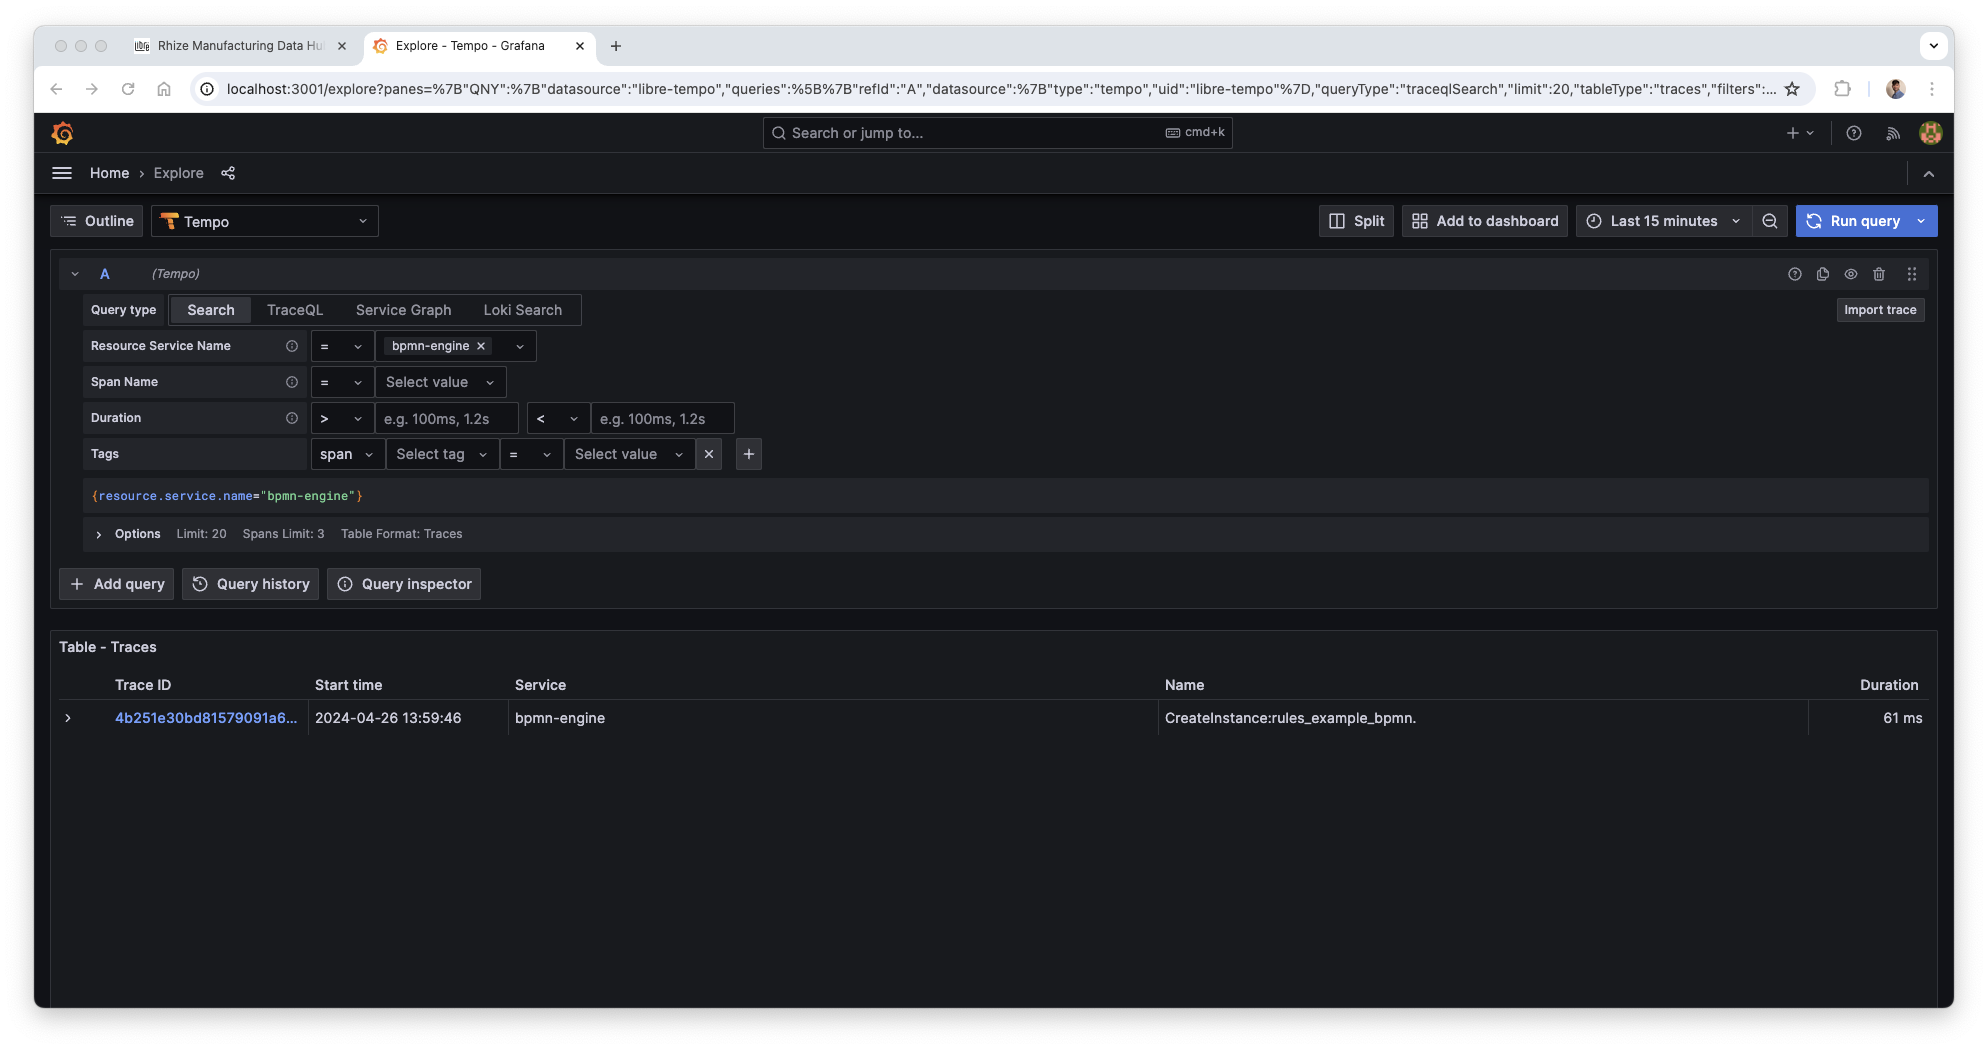 Rhize Manufacturing Data Hu
Explore - Tempo - Grafana
localhost:3001/explore?panes=%7B"QNY":%7B"datasource":"libre-tempo","queries":%5B%7B"refId":"A","datasource":%7B"type":"tempo","uid":"libre-tempo"%7D,"queryType":"traceqlSearch","limit":20,"tableType":"traces","filters":...
Search or jump to... cmd+k
Home › Explore
Outline Tempo Split Add to dashboard Last 15 minutes Run query
A (Tempo)
Query type Search TraceQL Service Graph Loki Search Import trace
Resource Service Name = bpmn-engine
Span Name = Select value
Duration > e.g. 100ms, 1.2s < e.g. 100ms, 1.2s
Tags span Select tag = Select value
{resource.service.name="bpmn-engine"}
Options Limit: 20 Spans Limit: 3 Table Format: Traces
Add query Query history Query inspector
Table - Traces
Trace ID Start time Service Name Duration
4b251e30bd81579091a6... 2024-04-26 13:59:46 bpmn-engine CreateInstance:rules_example_bpmn. 61 ms